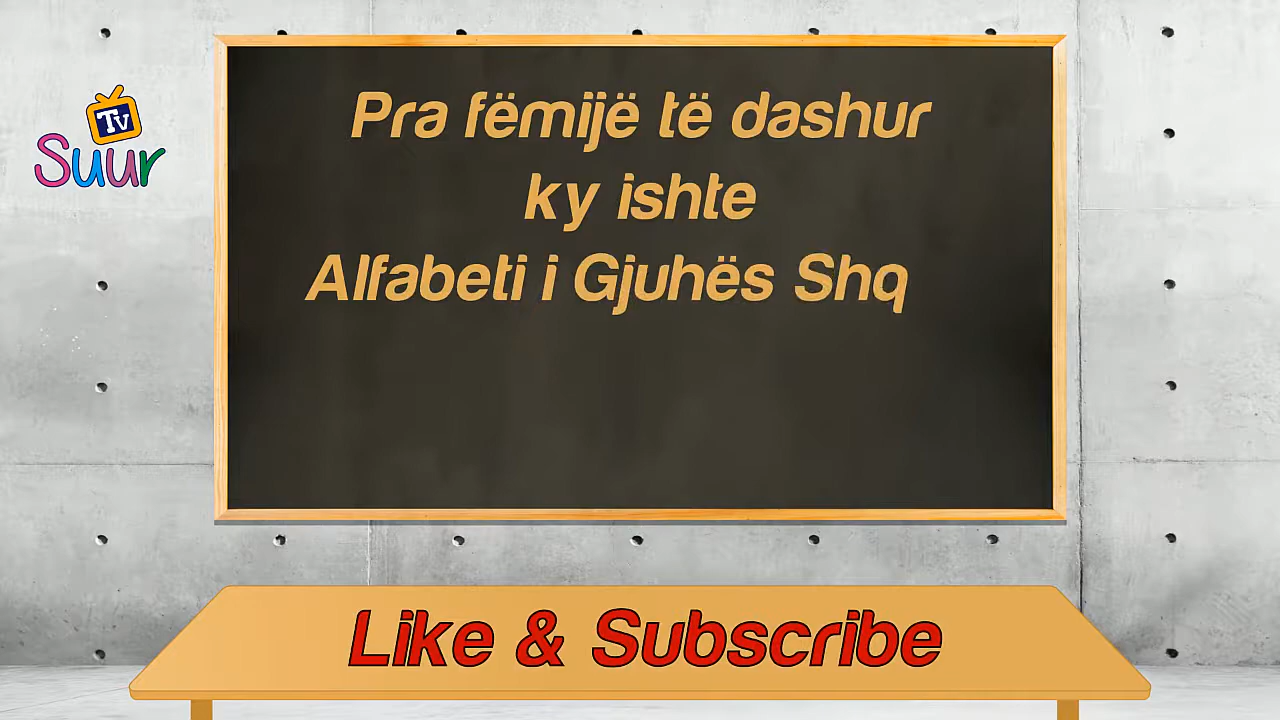 Tv
Suur
Pra fëmijë të dashur
ky ishte
Alfabeti i Gjuhës Shq
Like & Subscribe